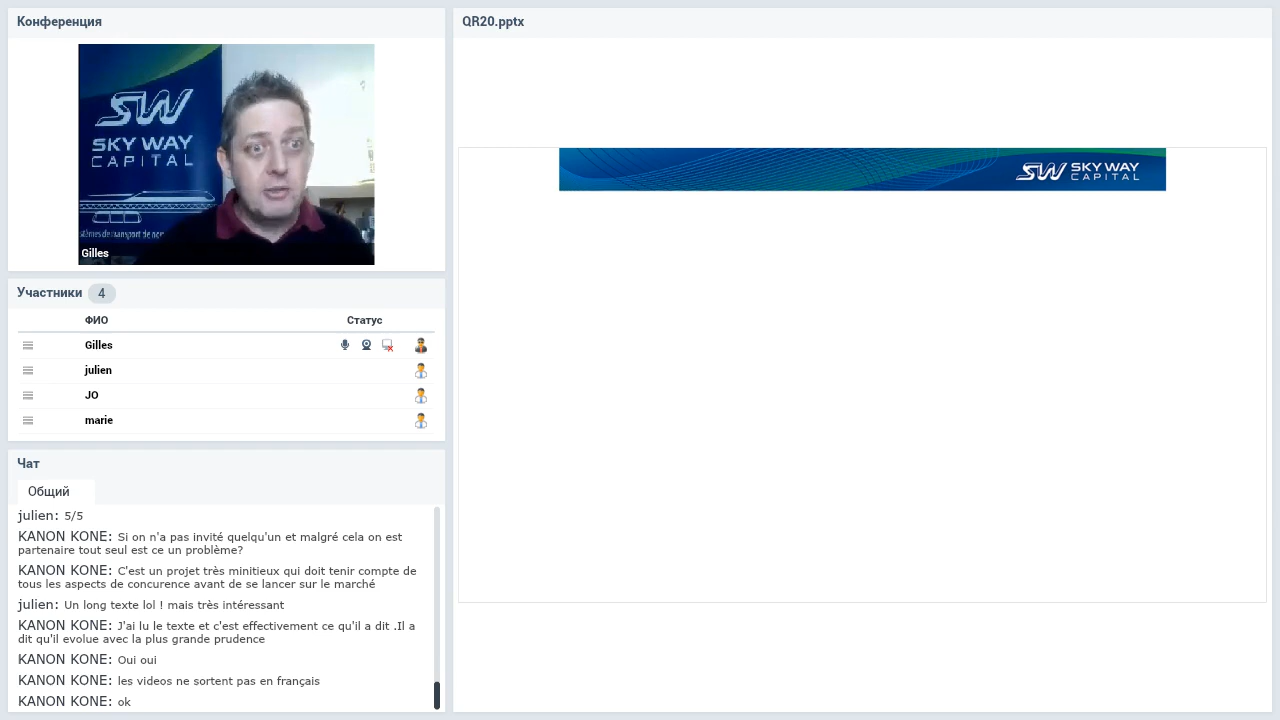 Конференция
SW
SKY WAY
CAPITAL
Gilles
Участники 4
ФИО Статус
Gilles
julien
JO
marie
Чат
Общий
julien: 5/5
KANON KONE: Si on n'a pas invité quelqu'un et malgré cela on est
partenaire tout seul est ce un problème?
KANON KONE: C'est un projet très minitieux qui doit tenir compte de
tous les aspects de concurence avant de se lancer sur le marché
julien: Un long texte lol ! mais très intéressant
KANON KONE: J'ai lu le texte et c'est effectivement ce qu'il a dit .Il a
dit qu'il evolue avec la plus grande prudence
KANON KONE: Oui oui
KANON KONE: les videos ne sortent pas en français
KANON KONE: ok
QR20.pptx
SW SKY WAY
CAPITAL